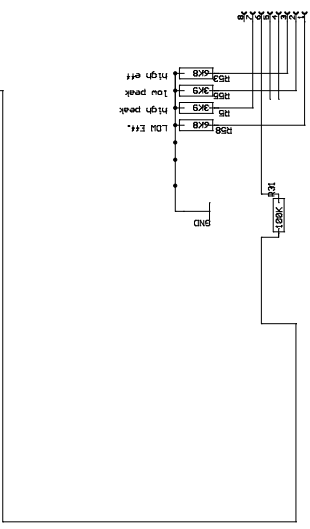 8 7 6 5 4 3 2 1
high eff 6K8 R53
low peak 3K9 R55
high peak 3K9 R5
LOW Eff. 6K8 R58
R31
100K
GND